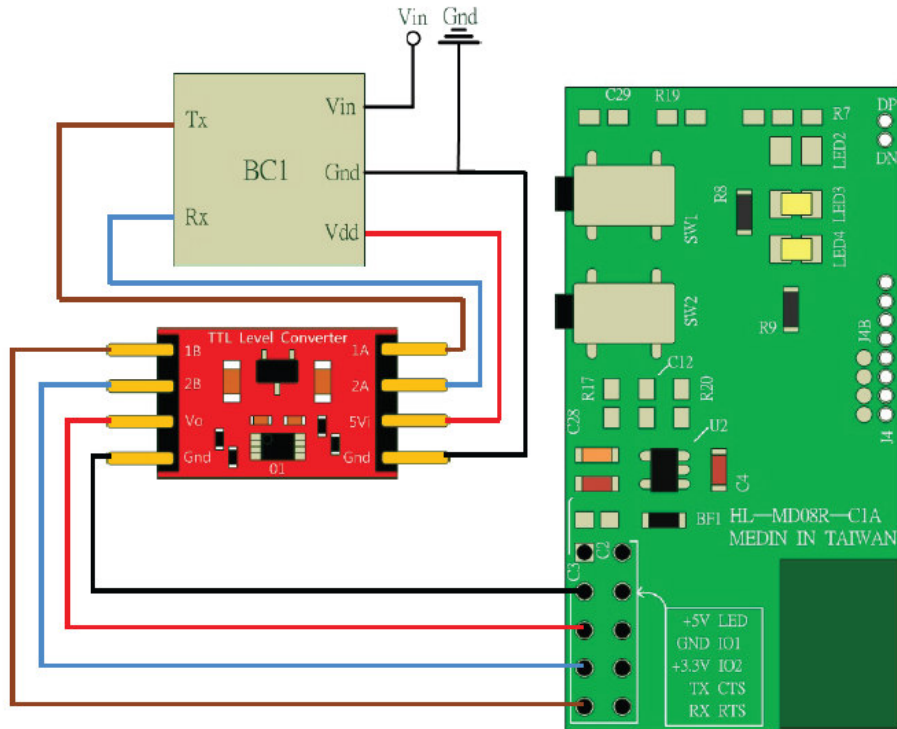 Vin Gnd
Tx
Vin
BC1
Gnd
Rx
Vdd
TTL Level Converter
1B
1A
2B
2A
Vo
5Vi
Gnd
Gnd
01
C29
R19
R7
DP
DN
LED2
R8
LED3
SW1
LED4
SW2
R9
J4B
C12
R17
R20
C28
U2
J4
C4
BF1
HL—MD08R—C1A
MEDIN IN TAIWAN
C3
C2
+5V LED
GND IO1
+3.3V IO2
TX CTS
RX RTS